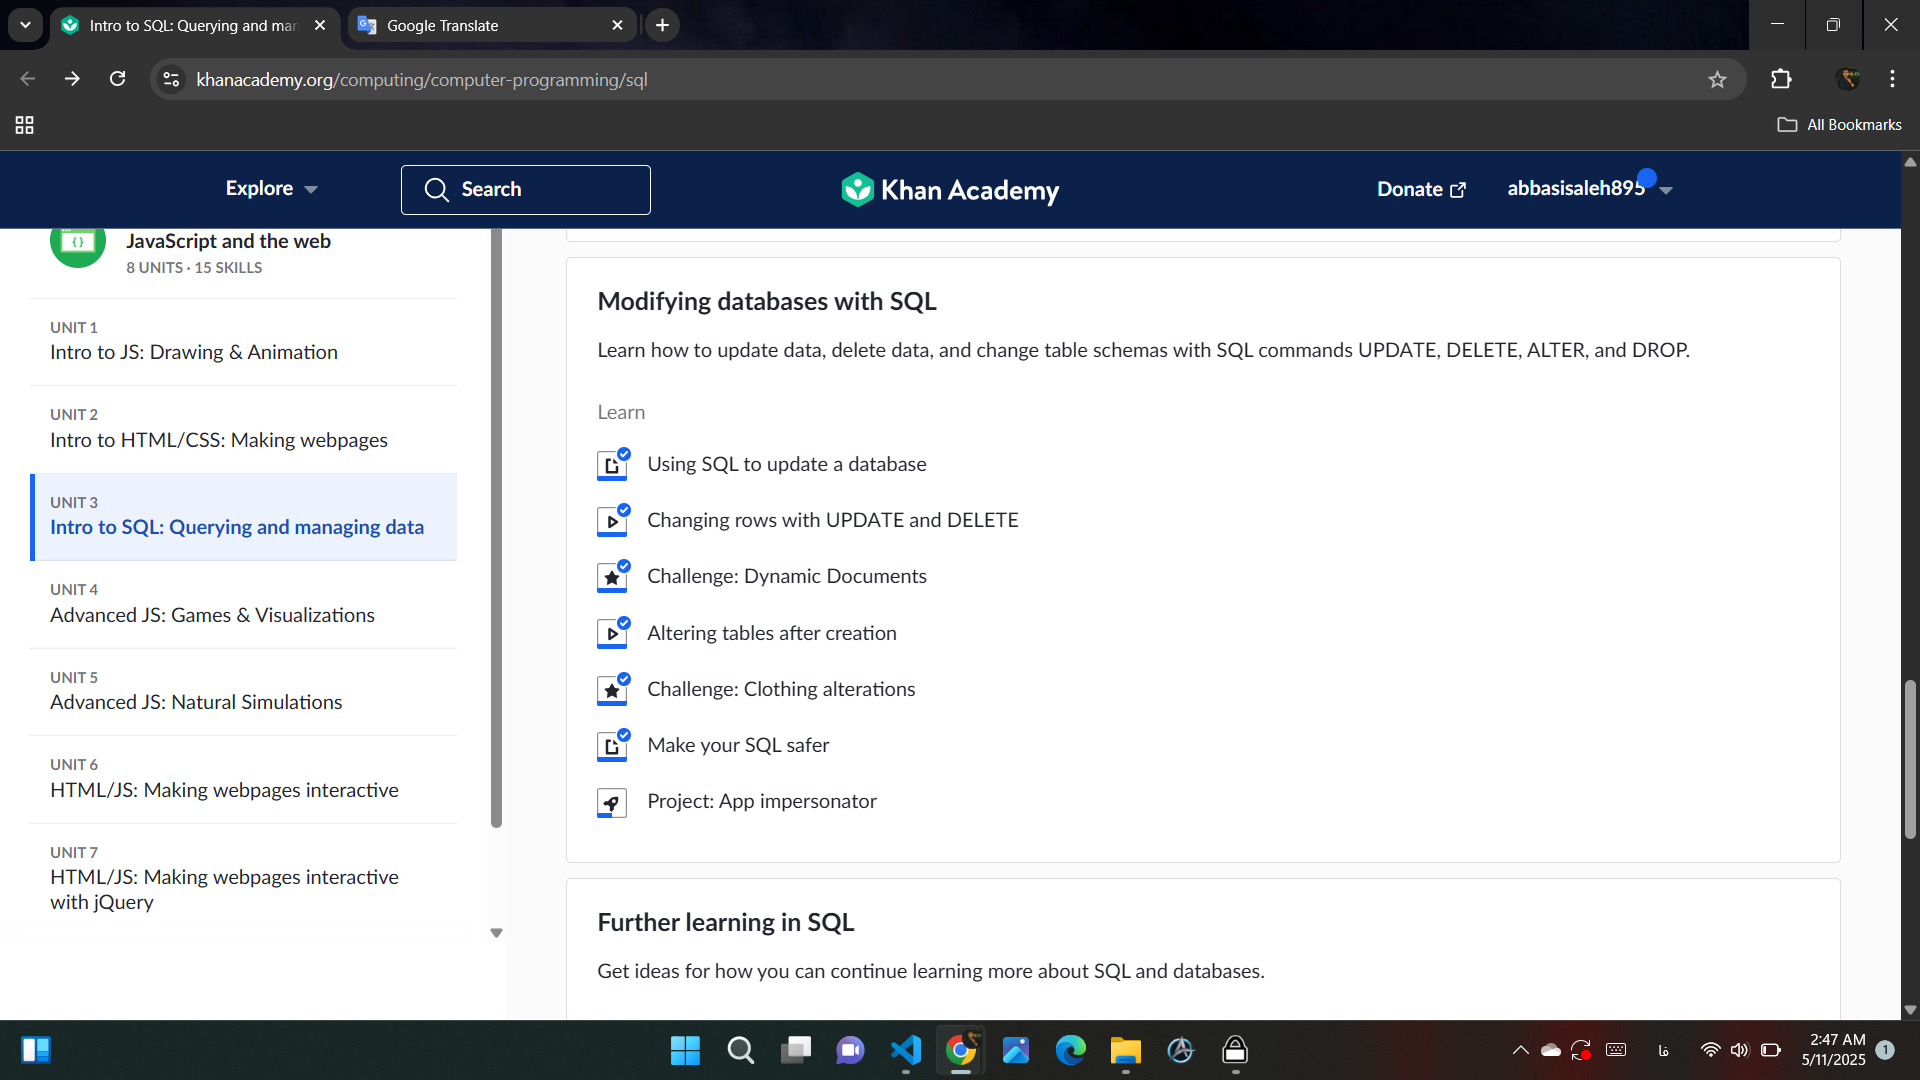 Intro to SQL: Querying and man
Google Translate
khanacademy.org/computing/computer-programming/sql
All Bookmarks
Explore
Search
Khan Academy
Donate
abbasisaleh895
JavaScript and the web
8 UNITS · 15 SKILLS
UNIT 1
Intro to JS: Drawing & Animation
UNIT 2
Intro to HTML/CSS: Making webpages
UNIT 3
Intro to SQL: Querying and managing data
UNIT 4
Advanced JS: Games & Visualizations
UNIT 5
Advanced JS: Natural Simulations
UNIT 6
HTML/JS: Making webpages interactive
UNIT 7
HTML/JS: Making webpages interactive
with jQuery
Modifying databases with SQL
Learn how to update data, delete data, and change table schemas with SQL commands UPDATE, DELETE, ALTER, and DROP.
Learn
Using SQL to update a database
Changing rows with UPDATE and DELETE
Challenge: Dynamic Documents
Altering tables after creation
Challenge: Clothing alterations
Make your SQL safer
Project: App impersonator
Further learning in SQL
Get ideas for how you can continue learning more about SQL and databases.
فا
2:47 AM
5/11/2025
1